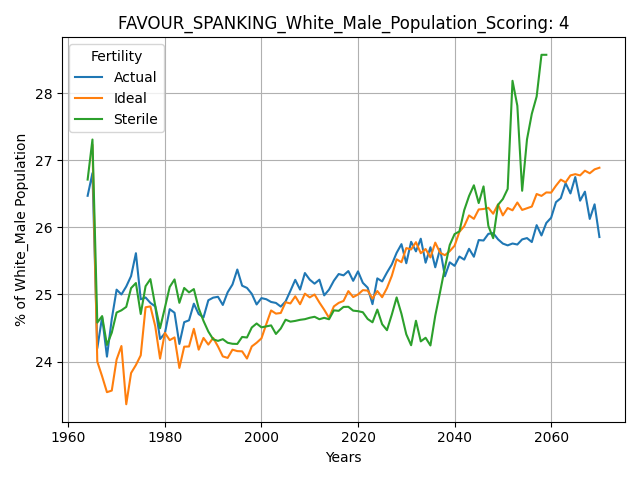 FAVOUR_SPANKING_White_Male_Population_Scoring: 4
Fertility
Actual
Ideal
Sterile
% of White_Male Population
28
27
26
25
24
1960
1980
2000
2020
2040
2060
Years